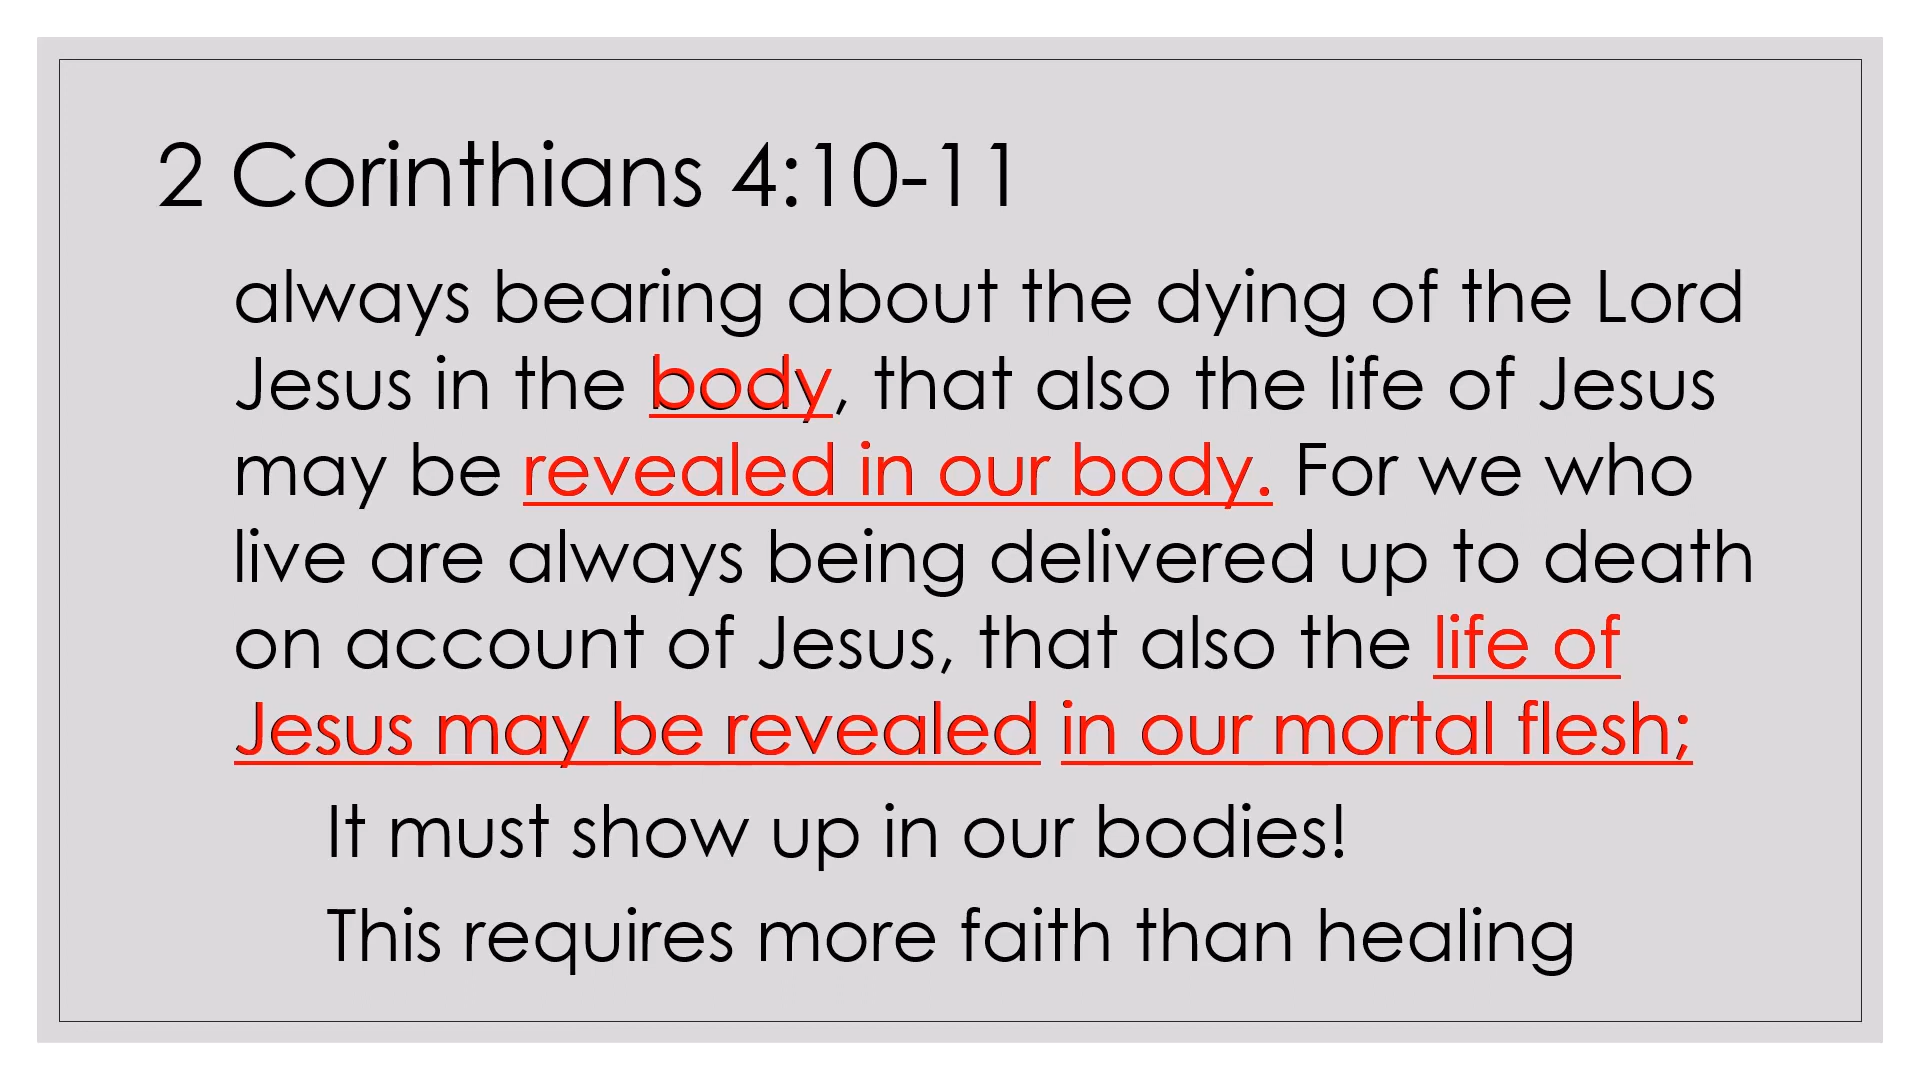 2 Corinthians 4:10-11
always bearing about the dying of the Lord
Jesus in the body, that also the life of Jesus
may be revealed in our body. For we who
live are always being delivered up to death
on account of Jesus, that also the life of
Jesus may be revealed in our mortal flesh;
It must show up in our bodies!
This requires more faith than healing